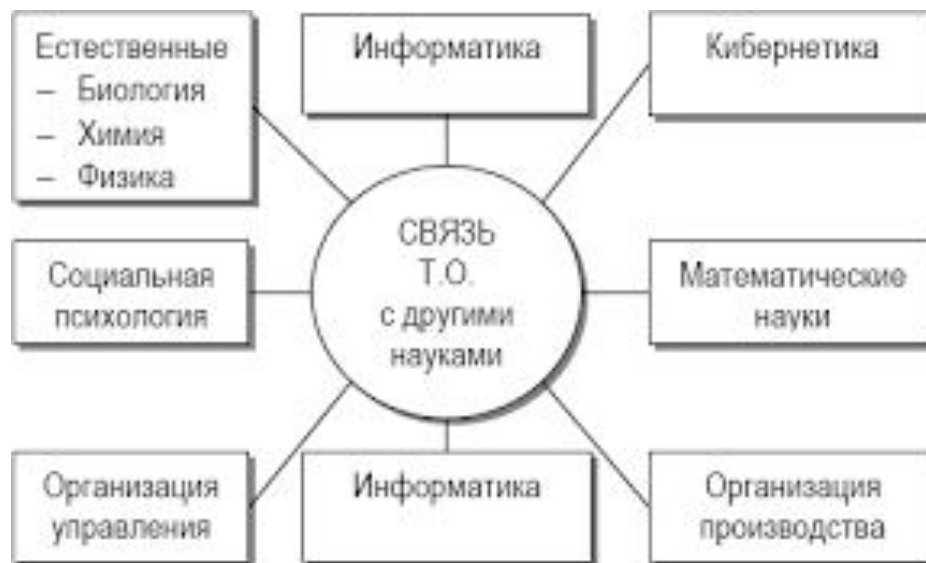 Естественные
– Биология
– Химия
– Физика
Информатика
Кибернетика
СВЯЗЬ
Т.О.
с другими
науками
Социальная
психология
Математические
науки
Организация
управления
Информатика
Организация
производства